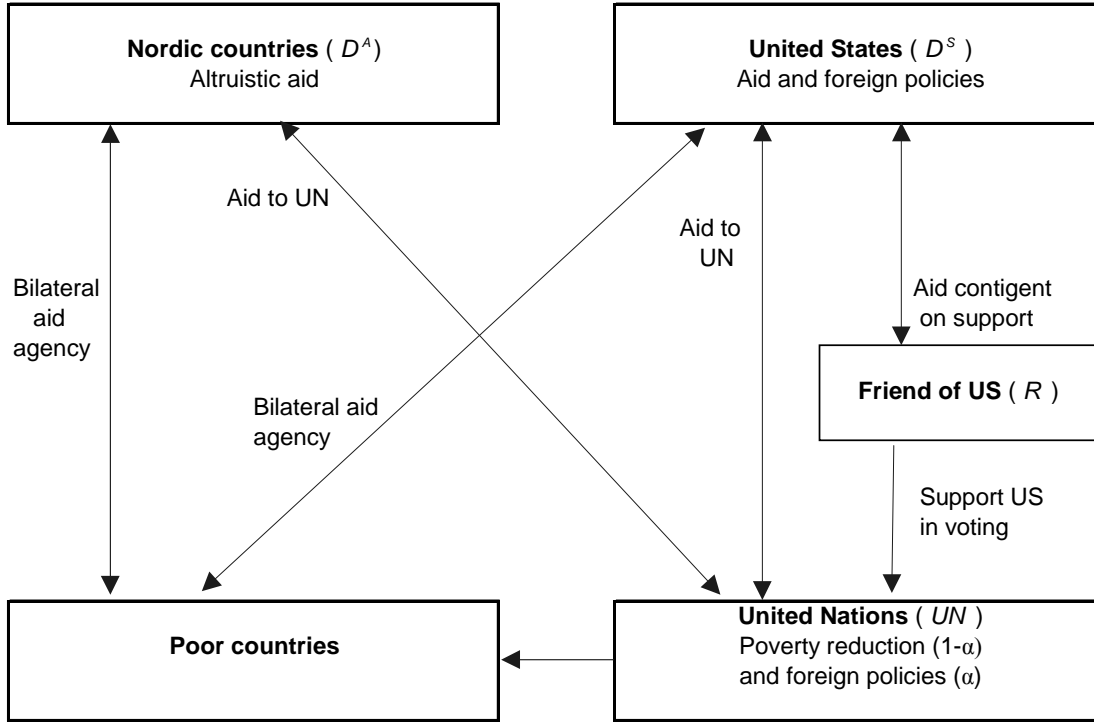 Nordic countries ( D^A)
Altruistic aid
United States ( D^S )
Aid and foreign policies
Aid to UN
Aid to
UN
Bilateral
aid
agency
Aid contigent
on support
Friend of US ( R )
Bilateral aid
agency
Support US
in voting
Poor countries
United Nations ( UN )
Poverty reduction (1-α)
and foreign policies (α)